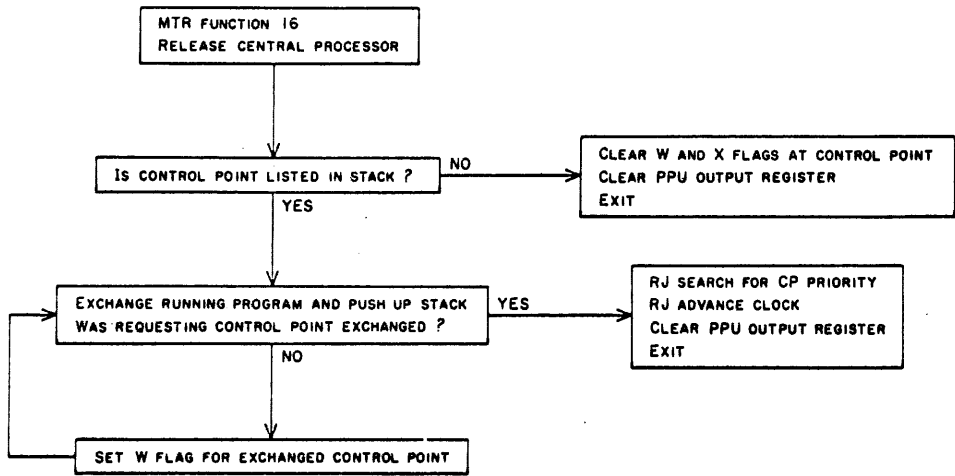 MTR FUNCTION 16
RELEASE CENTRAL PROCESSOR
IS CONTROL POINT LISTED IN STACK ?
NO
CLEAR W AND X FLAGS AT CONTROL POINT
CLEAR PPU OUTPUT REGISTER
EXIT
YES
EXCHANGE RUNNING PROGRAM AND PUSH UP STACK
WAS REQUESTING CONTROL POINT EXCHANGED ?
YES
RJ SEARCH FOR CP PRIORITY
RJ ADVANCE CLOCK
CLEAR PPU OUTPUT REGISTER
EXIT
NO
SET W FLAG FOR EXCHANGED CONTROL POINT